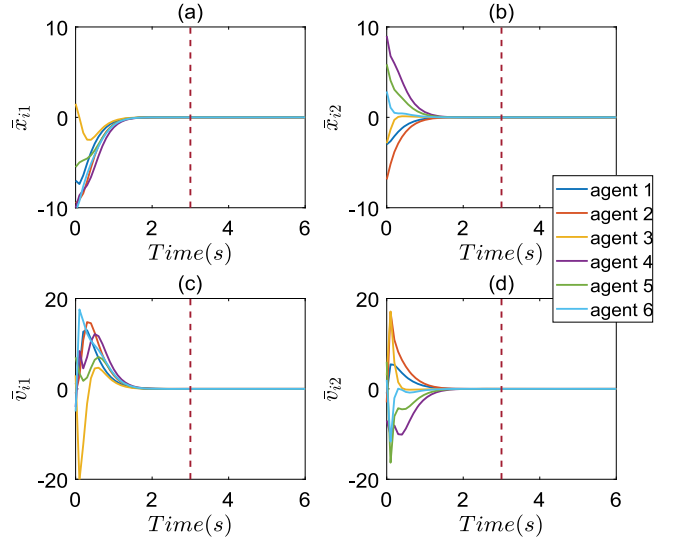 (a)
10
0
-10
x̄i1
0 2 4 6
Time(s)
(b)
10
0
-10
x̄i2
0 2 4 6
Time(s)
agent 1
agent 2
agent 3
agent 4
agent 5
agent 6
(c)
20
0
-20
v̄i1
0 2 4 6
Time(s)
(d)
20
0
-20
v̄i2
0 2 4 6
Time(s)